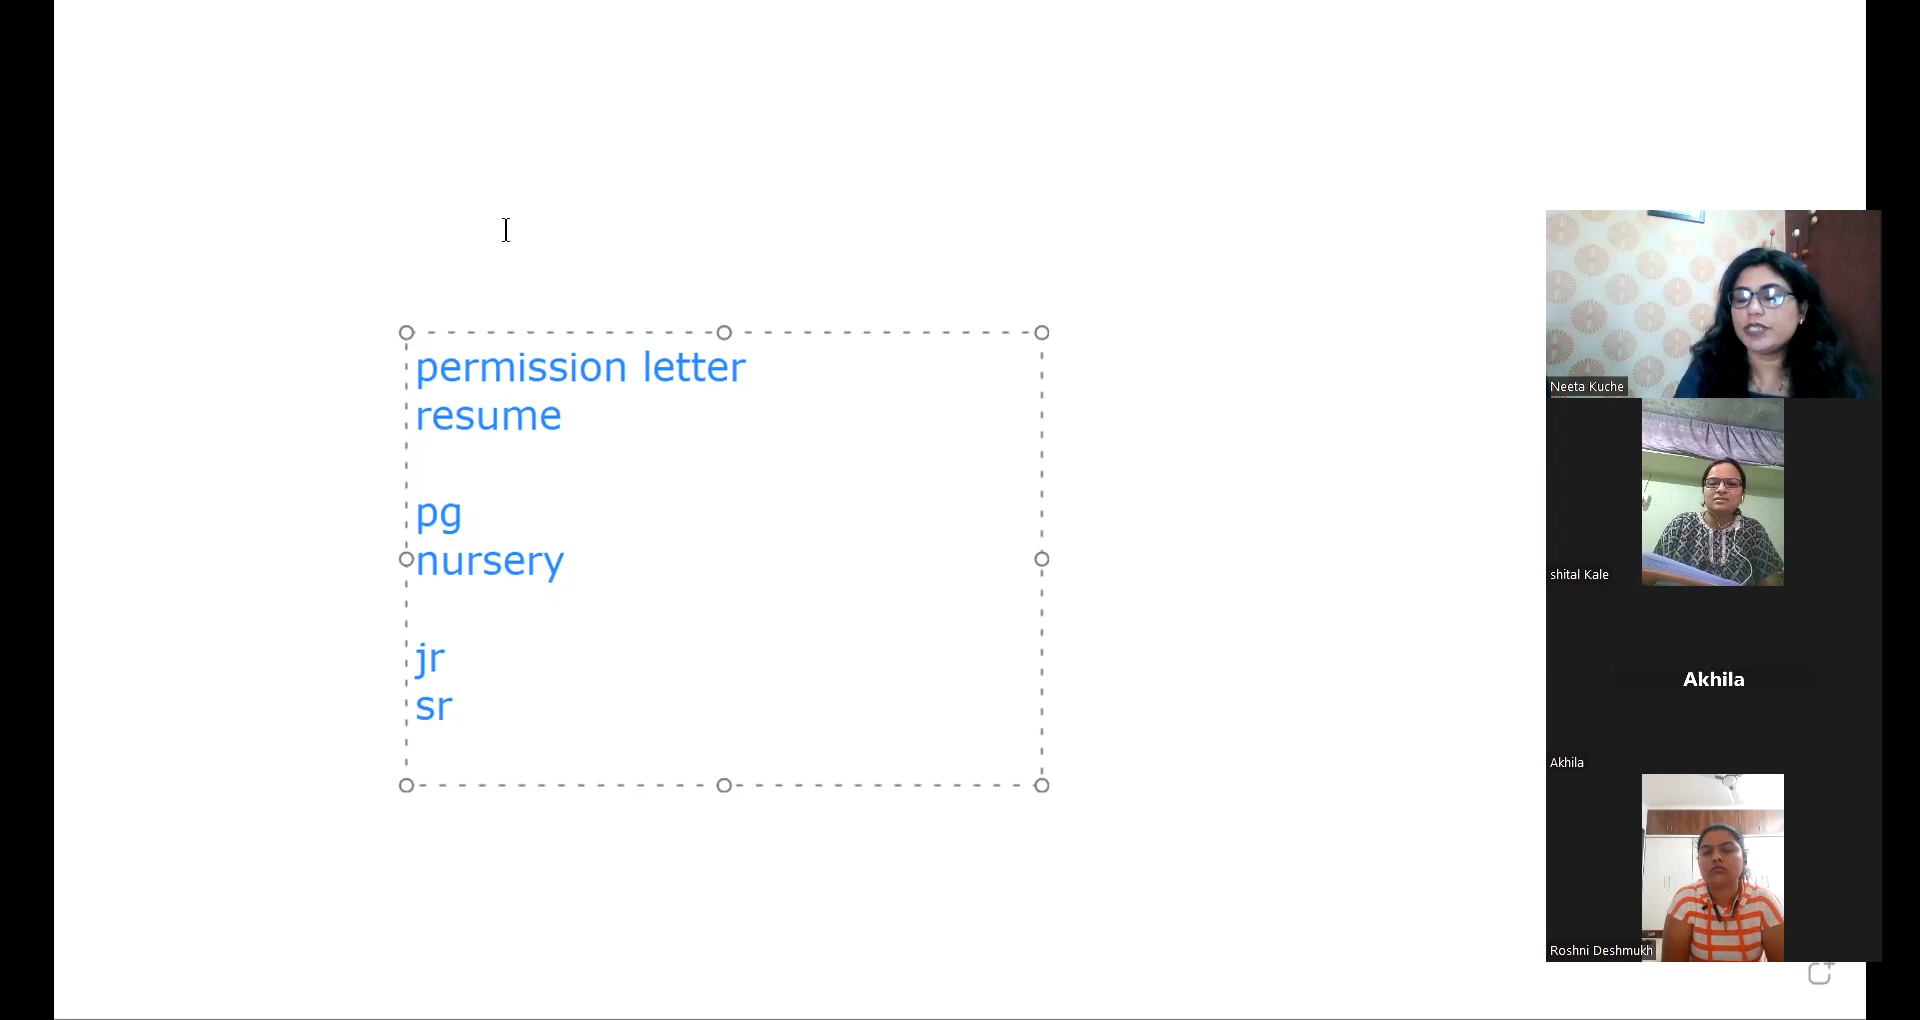 permission letter
resume
pg
nursery
jr
sr
Neeta Kuche
shital Kale
Akhila
Akhila
Roshni Deshmukh